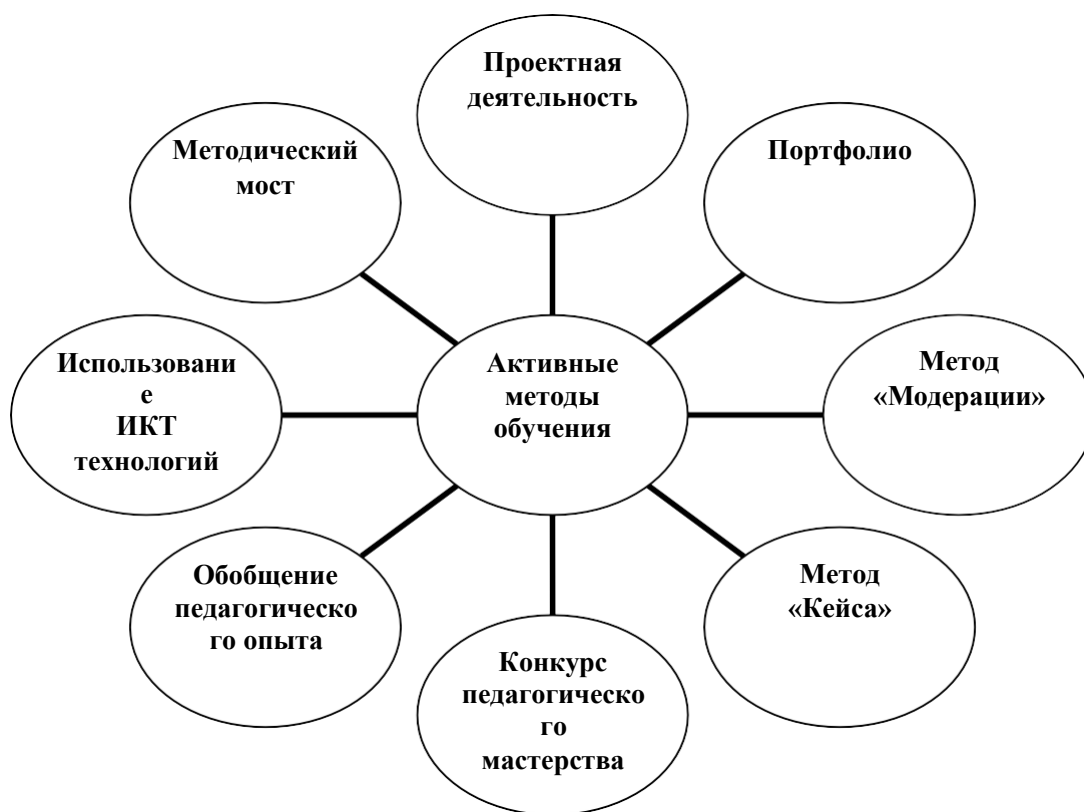 Проектная
деятельность
Методический
мост
Портфолио
Использовани
е
ИКТ
технологий
Активные
методы
обучения
Метод
«Модерации»
Обобщение
педагогическо
го опыта
Метод
«Кейса»
Конкурс
педагогическо
го
мастерства